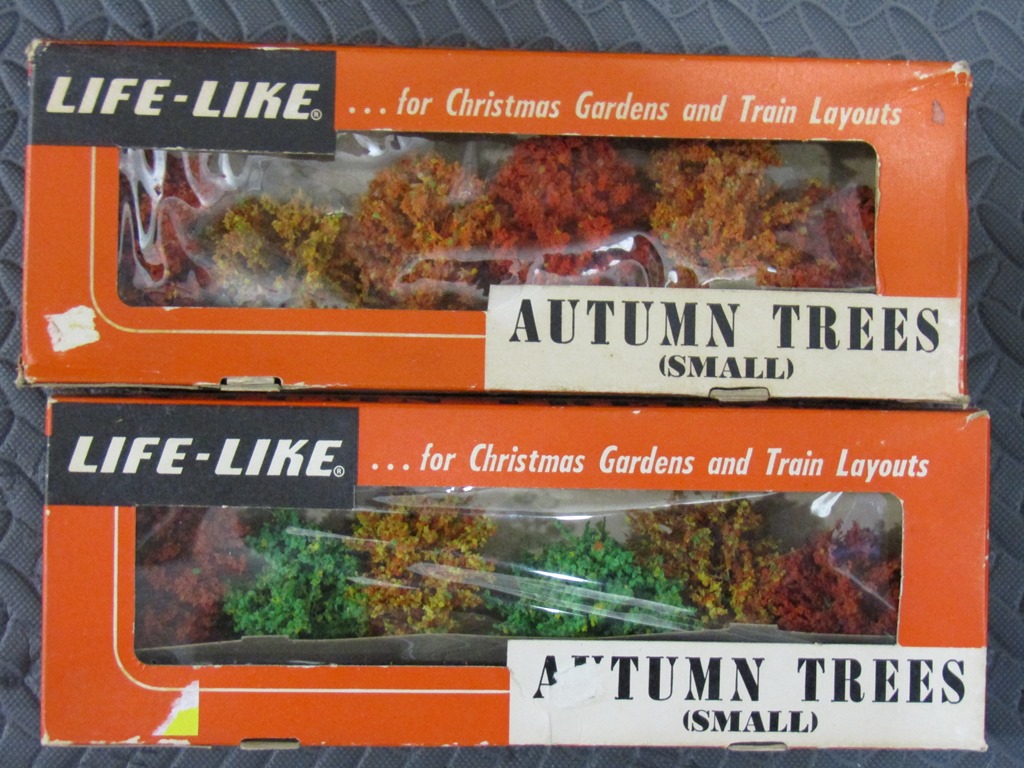 LIFE-LIKE® ... for Christmas Gardens and Train Layouts
AUTUMN TREES
(SMALL)
LIFE-LIKE® ... for Christmas Gardens and Train Layouts
A TUMN TREES
(SMALL)